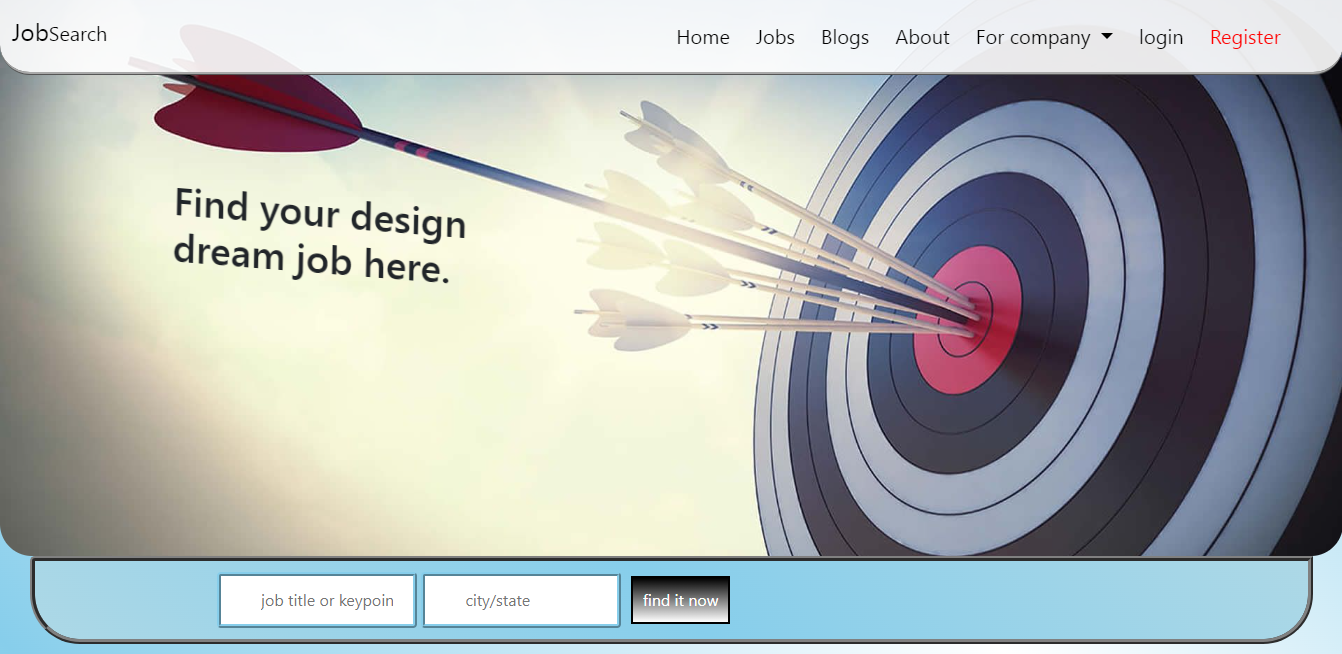 JobSearch
Home Jobs Blogs About For company login Register
Find your design
dream job here.
job title or keypoin
city/state
find it now